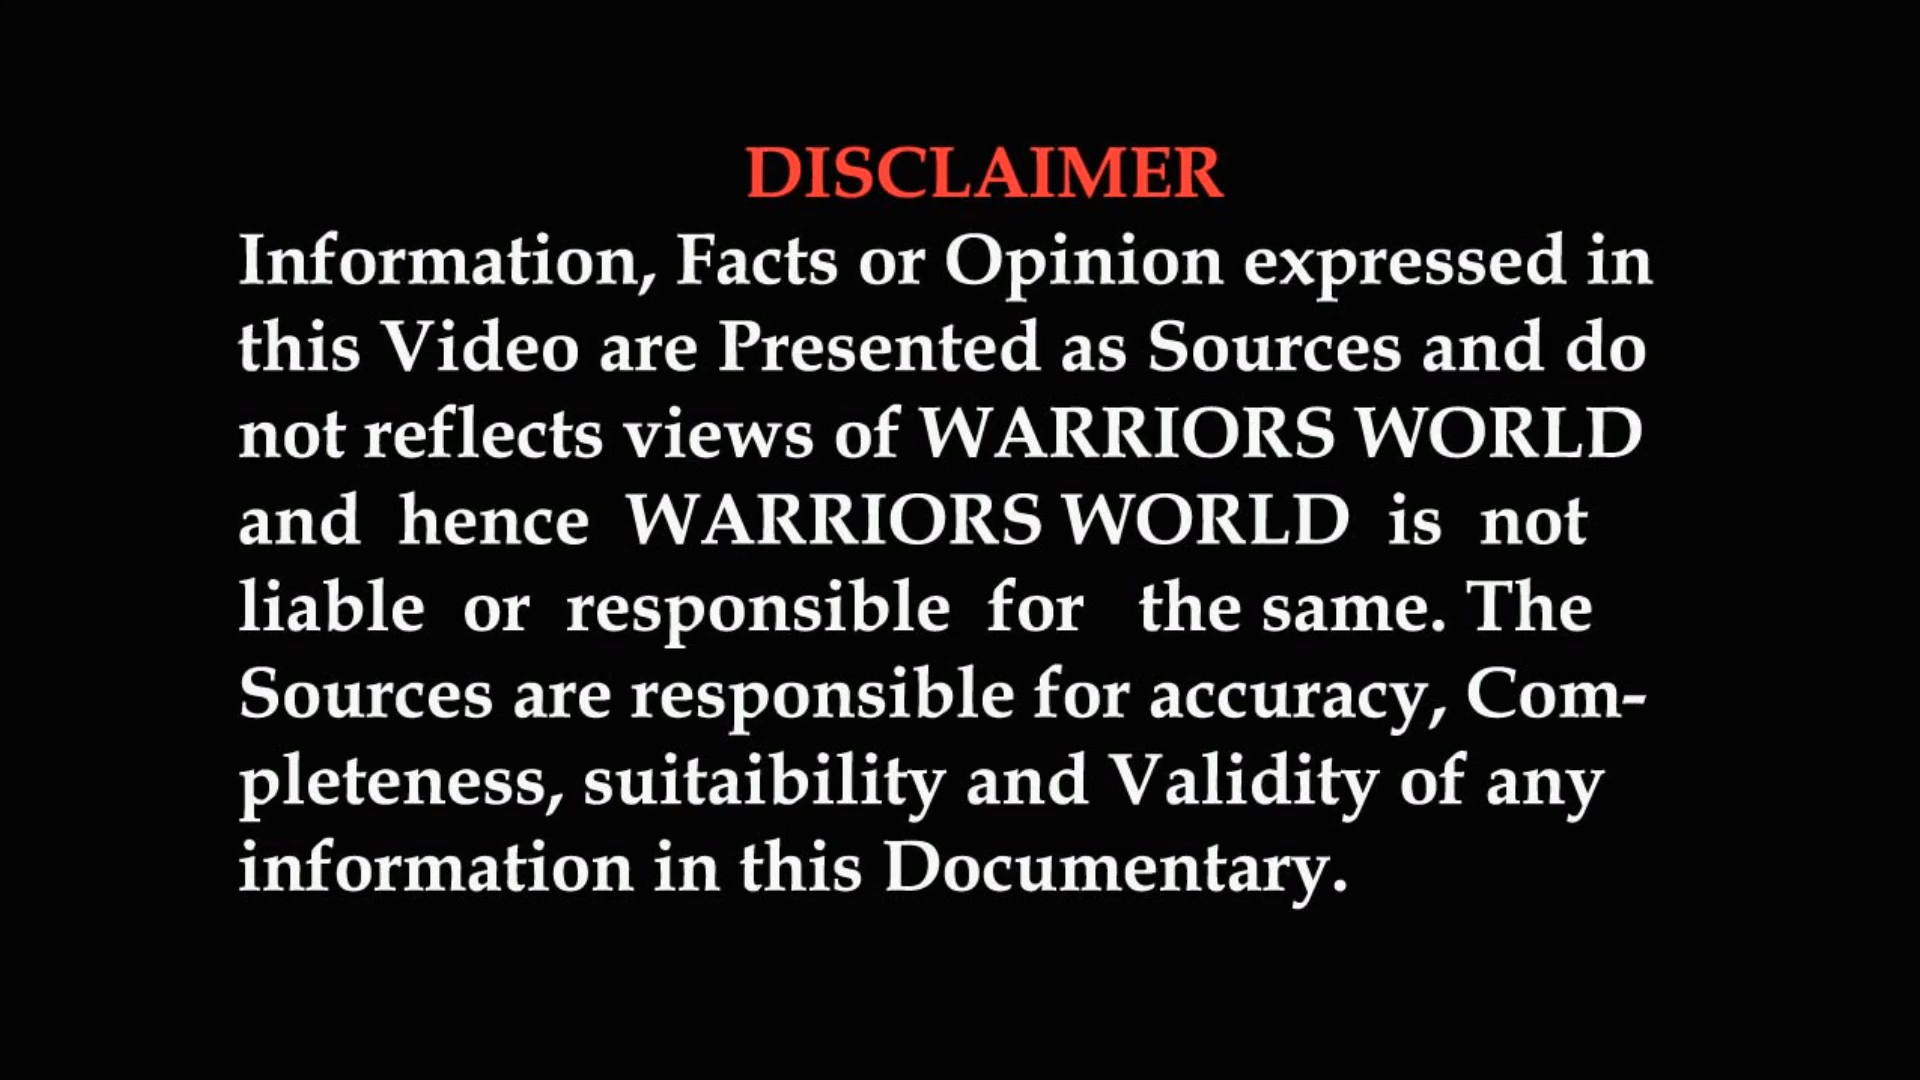 DISCLAIMER
Information, Facts or Opinion expressed in
this Video are Presented as Sources and do
not reflects views of WARRIORS WORLD
and hence WARRIORS WORLD is not
liable or responsible for the same. The
Sources are responsible for accuracy, Com-
pleteness, suitaibility and Validity of any
information in this Documentary.